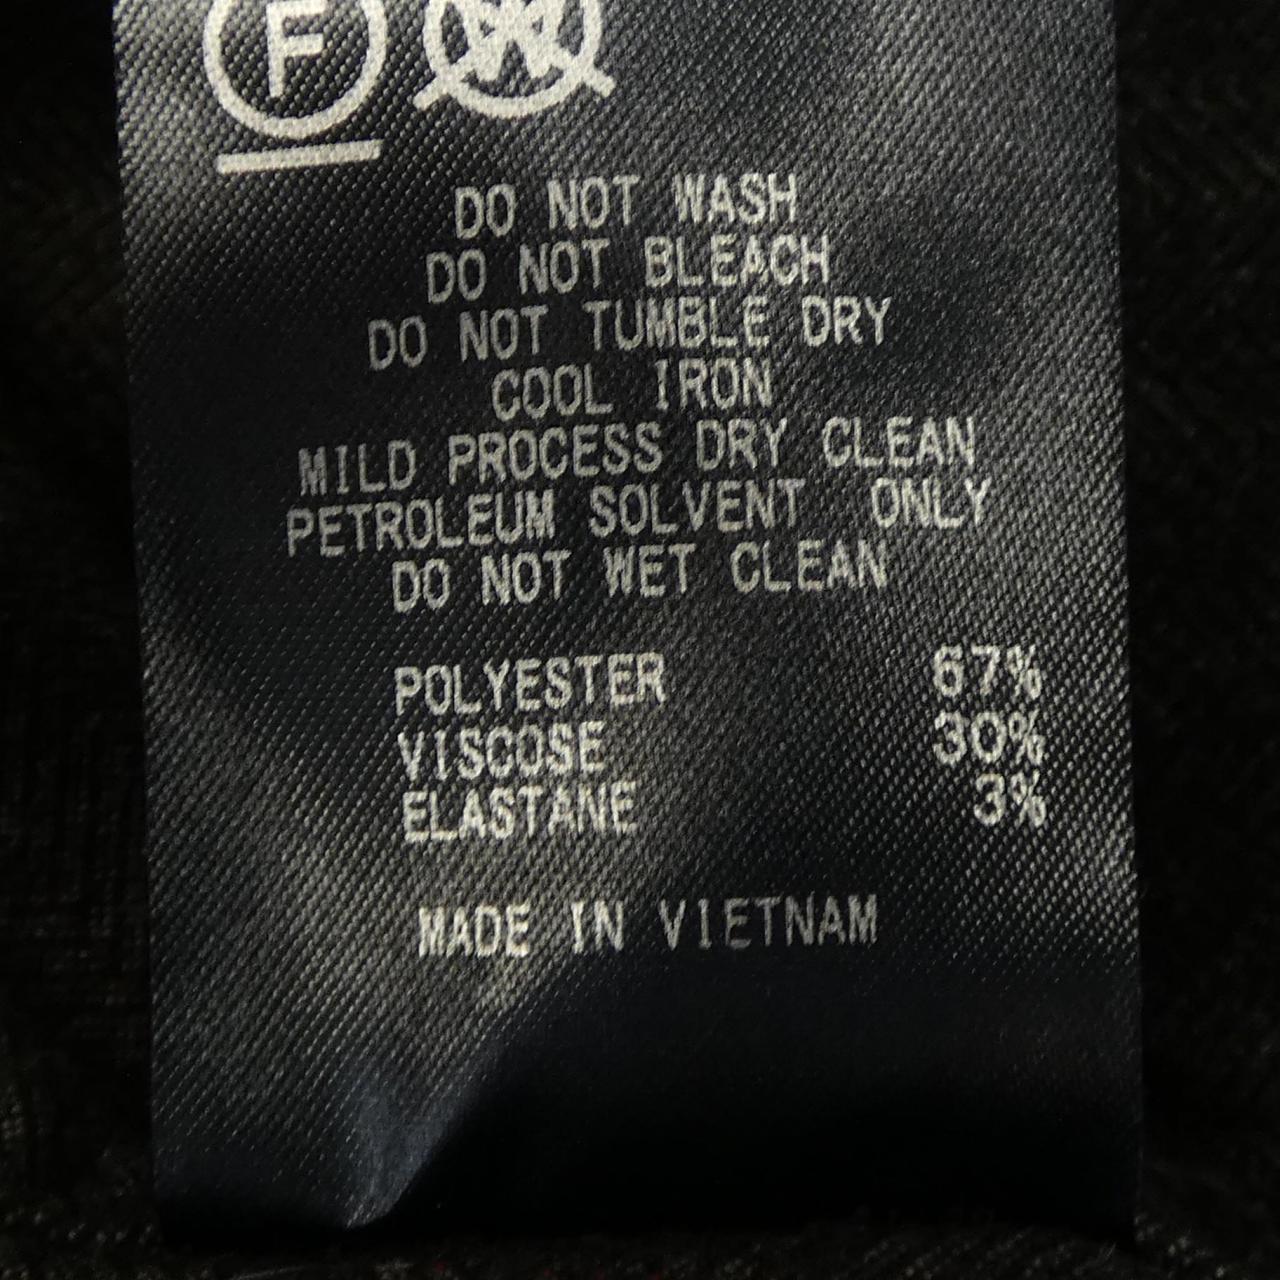 F W
DO NOT WASH
DO NOT BLEACH
DO NOT TUMBLE DRY
COOL IRON
MILD PROCESS DRY CLEAN
PETROLEUM SOLVENT ONLY
DO NOT WET CLEAN
POLYESTER 67%
VISCOSE 30%
ELASTANE 3%
MADE IN VIETNAM